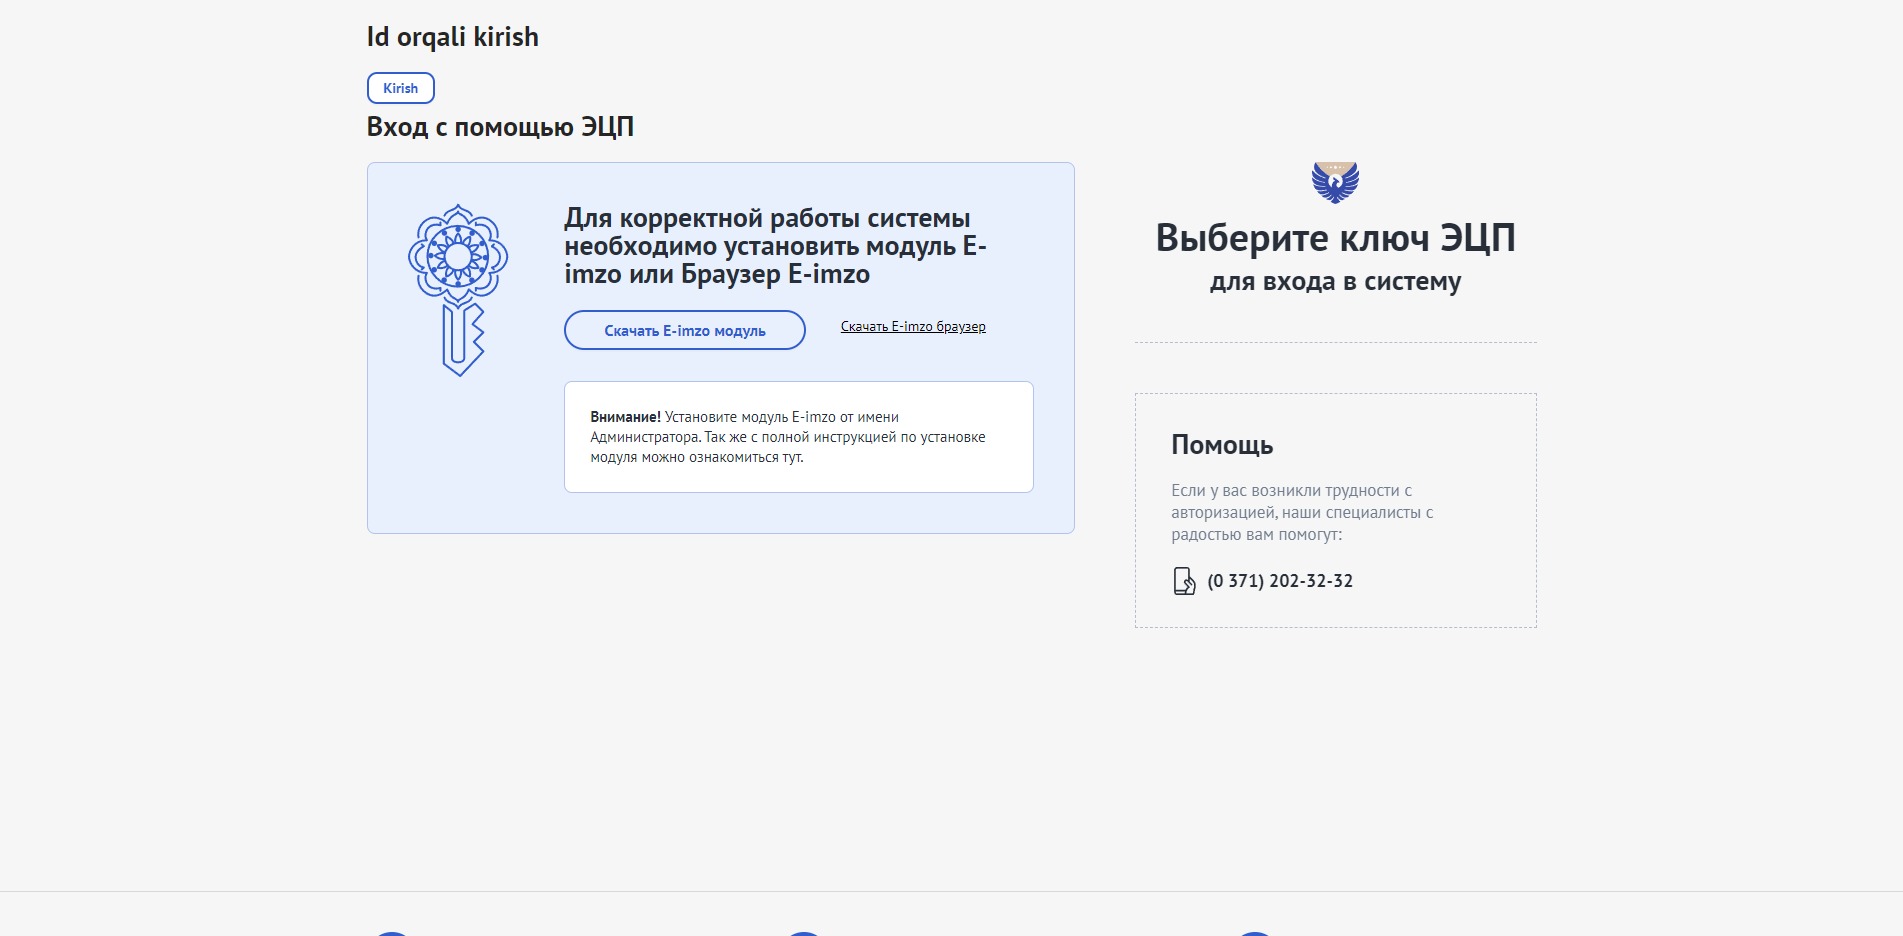 Id orqali kirish
Kirish
Вход с помощью ЭЦП
Для корректной работы системы
необходимо установить модуль E-
imzo или Браузер E-imzo
Скачать E-imzo модуль
Скачать E-imzo браузер
Внимание! Установите модуль E-imzo от имени
Администратора. Так же с полной инструкцией по установке
модуля можно ознакомиться тут.
Выберите ключ ЭЦП
для входа в систему
Помощь
Если у вас возникли трудности с
авторизацией, наши специалисты с
радостью вам помогут:
(0 371) 202-32-32